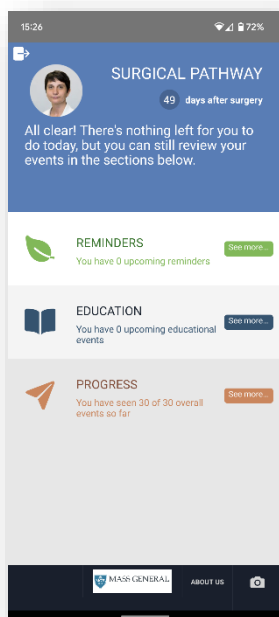 15:26
72%
SURGICAL PATHWAY
49 days after surgery
All clear! There's nothing left for you to
do today, but you can still review your
events in the sections below.
REMINDERS
See more...
You have 0 upcoming reminders
EDUCATION
See more...
You have 0 upcoming educational
events
PROGRESS
See more...
You have seen 30 of 30 overall
events so far
MASS GENERAL
ABOUT US